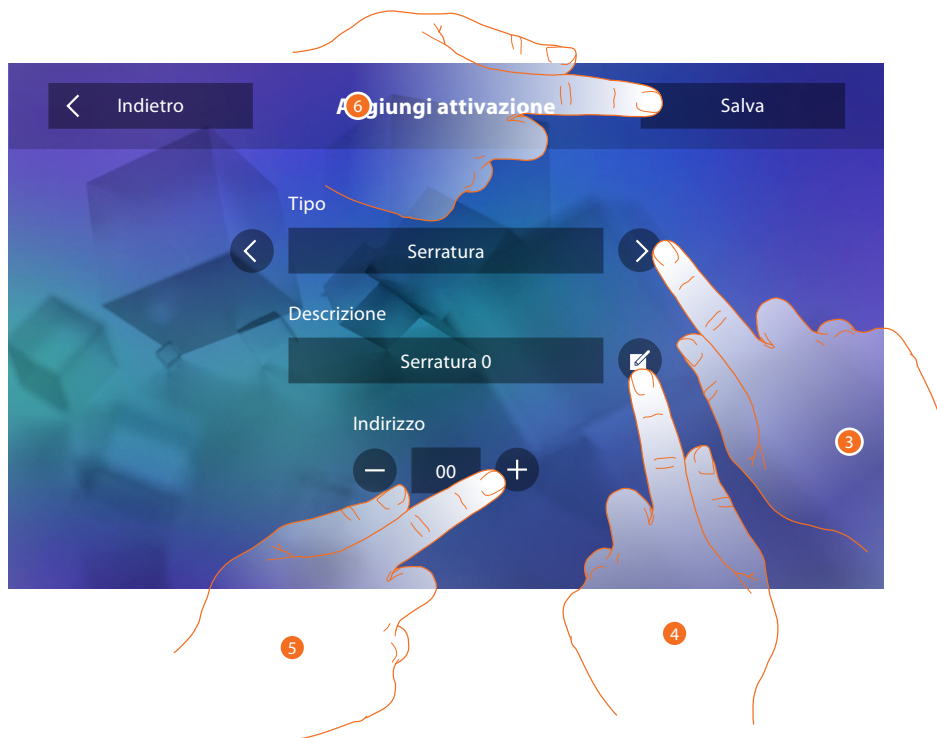 Indietro
Aggiungi attivazione
Salva
6
Tipo
Serratura
Descrizione
Serratura 0
Indirizzo
00
3
4
5